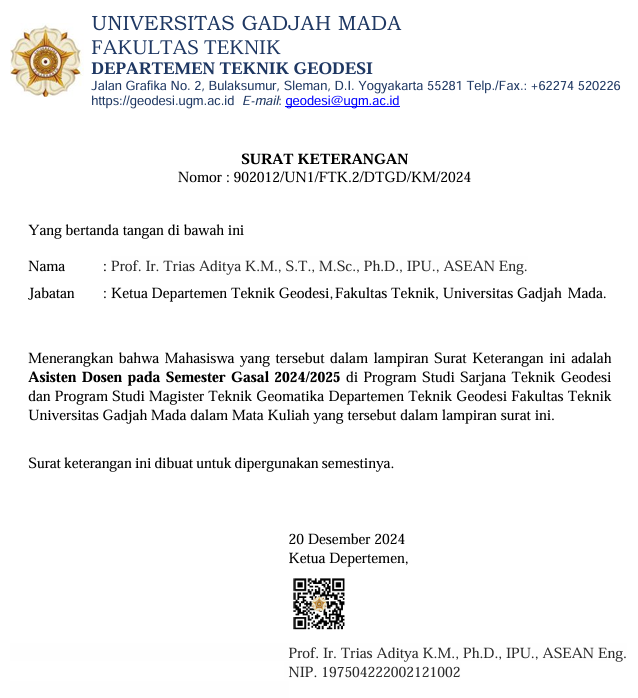 UNIVERSITAS GADJAH MADA
FAKULTAS TEKNIK
DEPARTEMEN TEKNIK GEODESI
Jalan Grafika No. 2, Bulaksumur, Sleman, D.I. Yogyakarta 55281 Telp./Fax.: +62274 520226
https://geodesi.ugm.ac.id E-mail: geodesi@ugm.ac.id
SURAT KETERANGAN
Nomor : 902012/UN1/FTK.2/DTGD/KM/2024
Yang bertanda tangan di bawah ini
Nama : Prof. Ir. Trias Aditya K.M., S.T., M.Sc., Ph.D., IPU., ASEAN Eng.
Jabatan : Ketua Departemen Teknik Geodesi, Fakultas Teknik, Universitas Gadjah Mada.
Menerangkan bahwa Mahasiswa yang tersebut dalam lampiran Surat Keterangan ini adalah
Asisten Dosen pada Semester Gasal 2024/2025 di Program Studi Sarjana Teknik Geodesi
dan Program Studi Magister Teknik Geomatika Departemen Teknik Geodesi Fakultas Teknik
Universitas Gadjah Mada dalam Mata Kuliah yang tersebut dalam lampiran surat ini.
Surat keterangan ini dibuat untuk dipergunakan semestinya.
20 Desember 2024
Ketua Depertemen,
Prof. Ir. Trias Aditya K.M., Ph.D., IPU., ASEAN Eng.
NIP. 197504222002121002